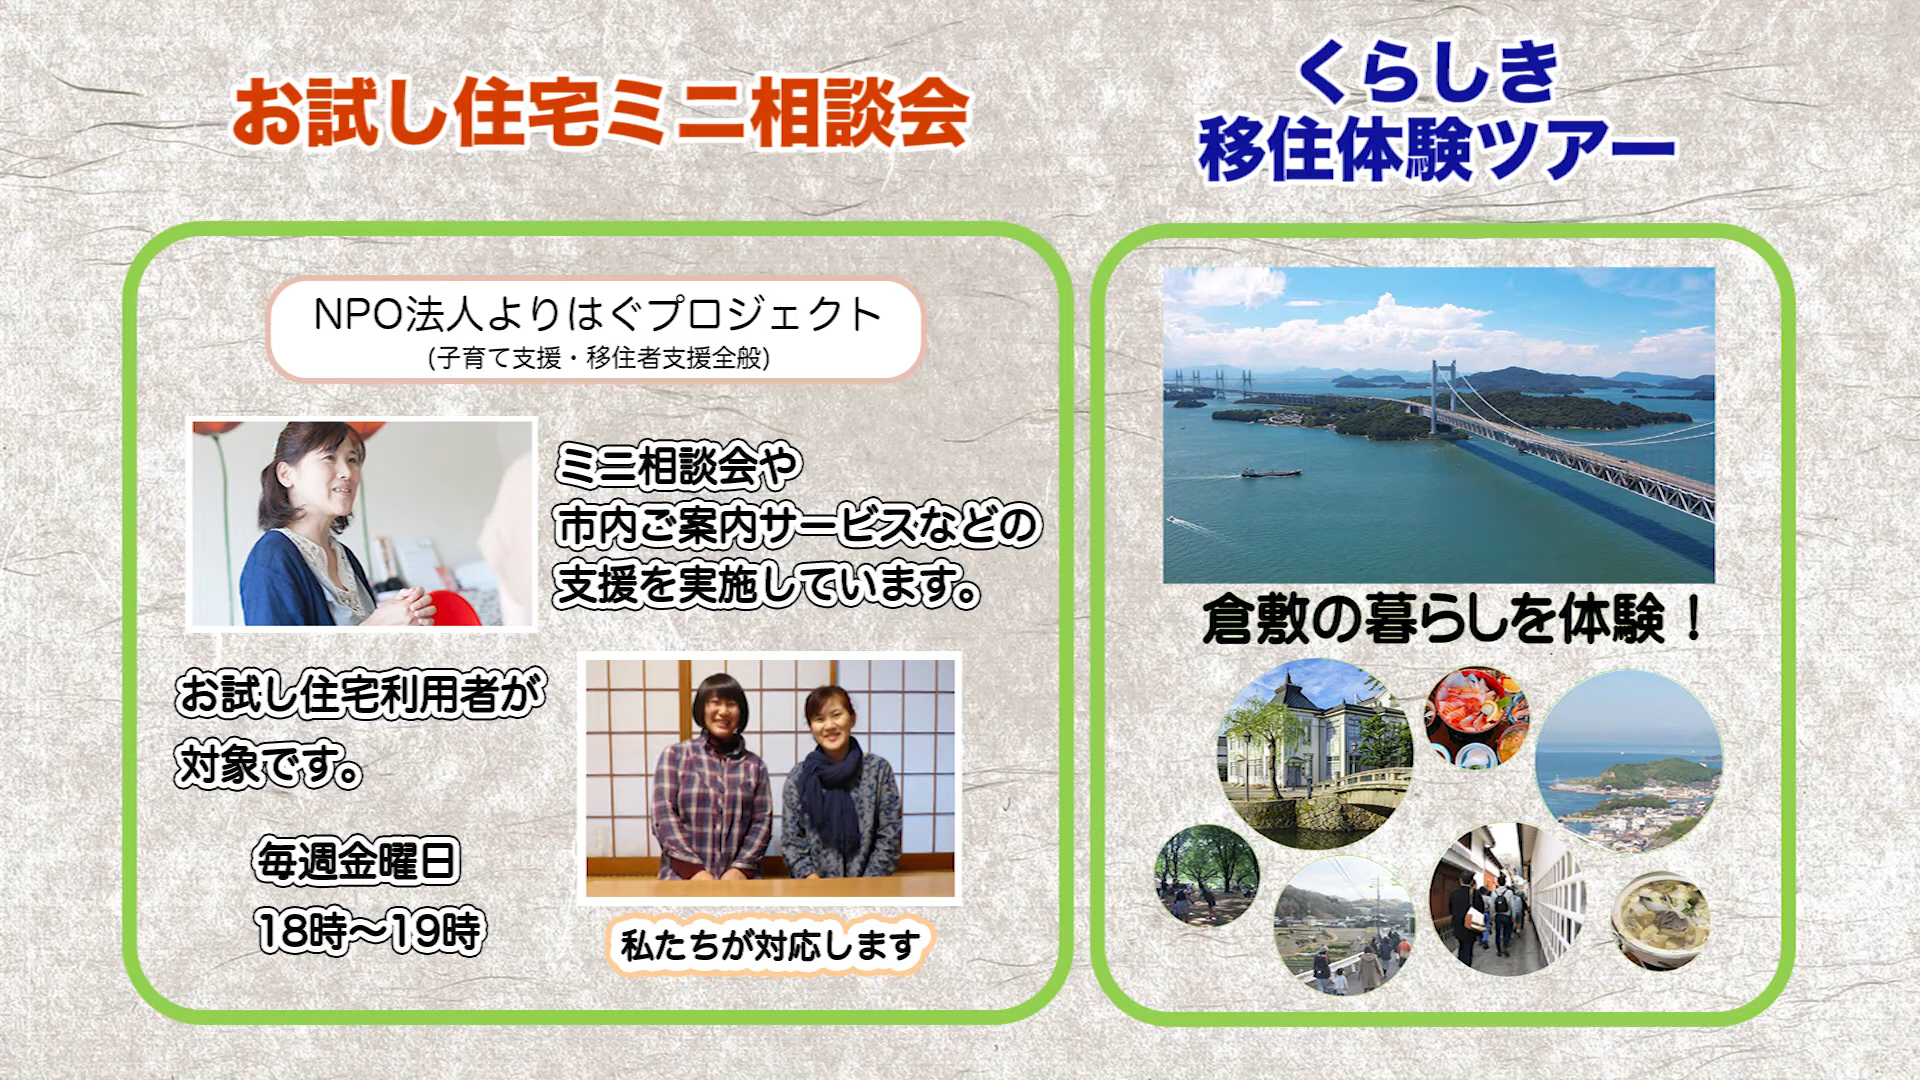 お試し住宅ミニ相談会
NPO法人よりはぐプロジェクト
(子育て支援・移住者支援全般)
ミニ相談会や
市内ご案内サービスなどの
支援を実施しています。
お試し住宅利用者が
対象です。
毎週金曜日
18時〜19時
私たちが対応します
くらしき
移住体験ツアー
倉敷の暮らしを体験！